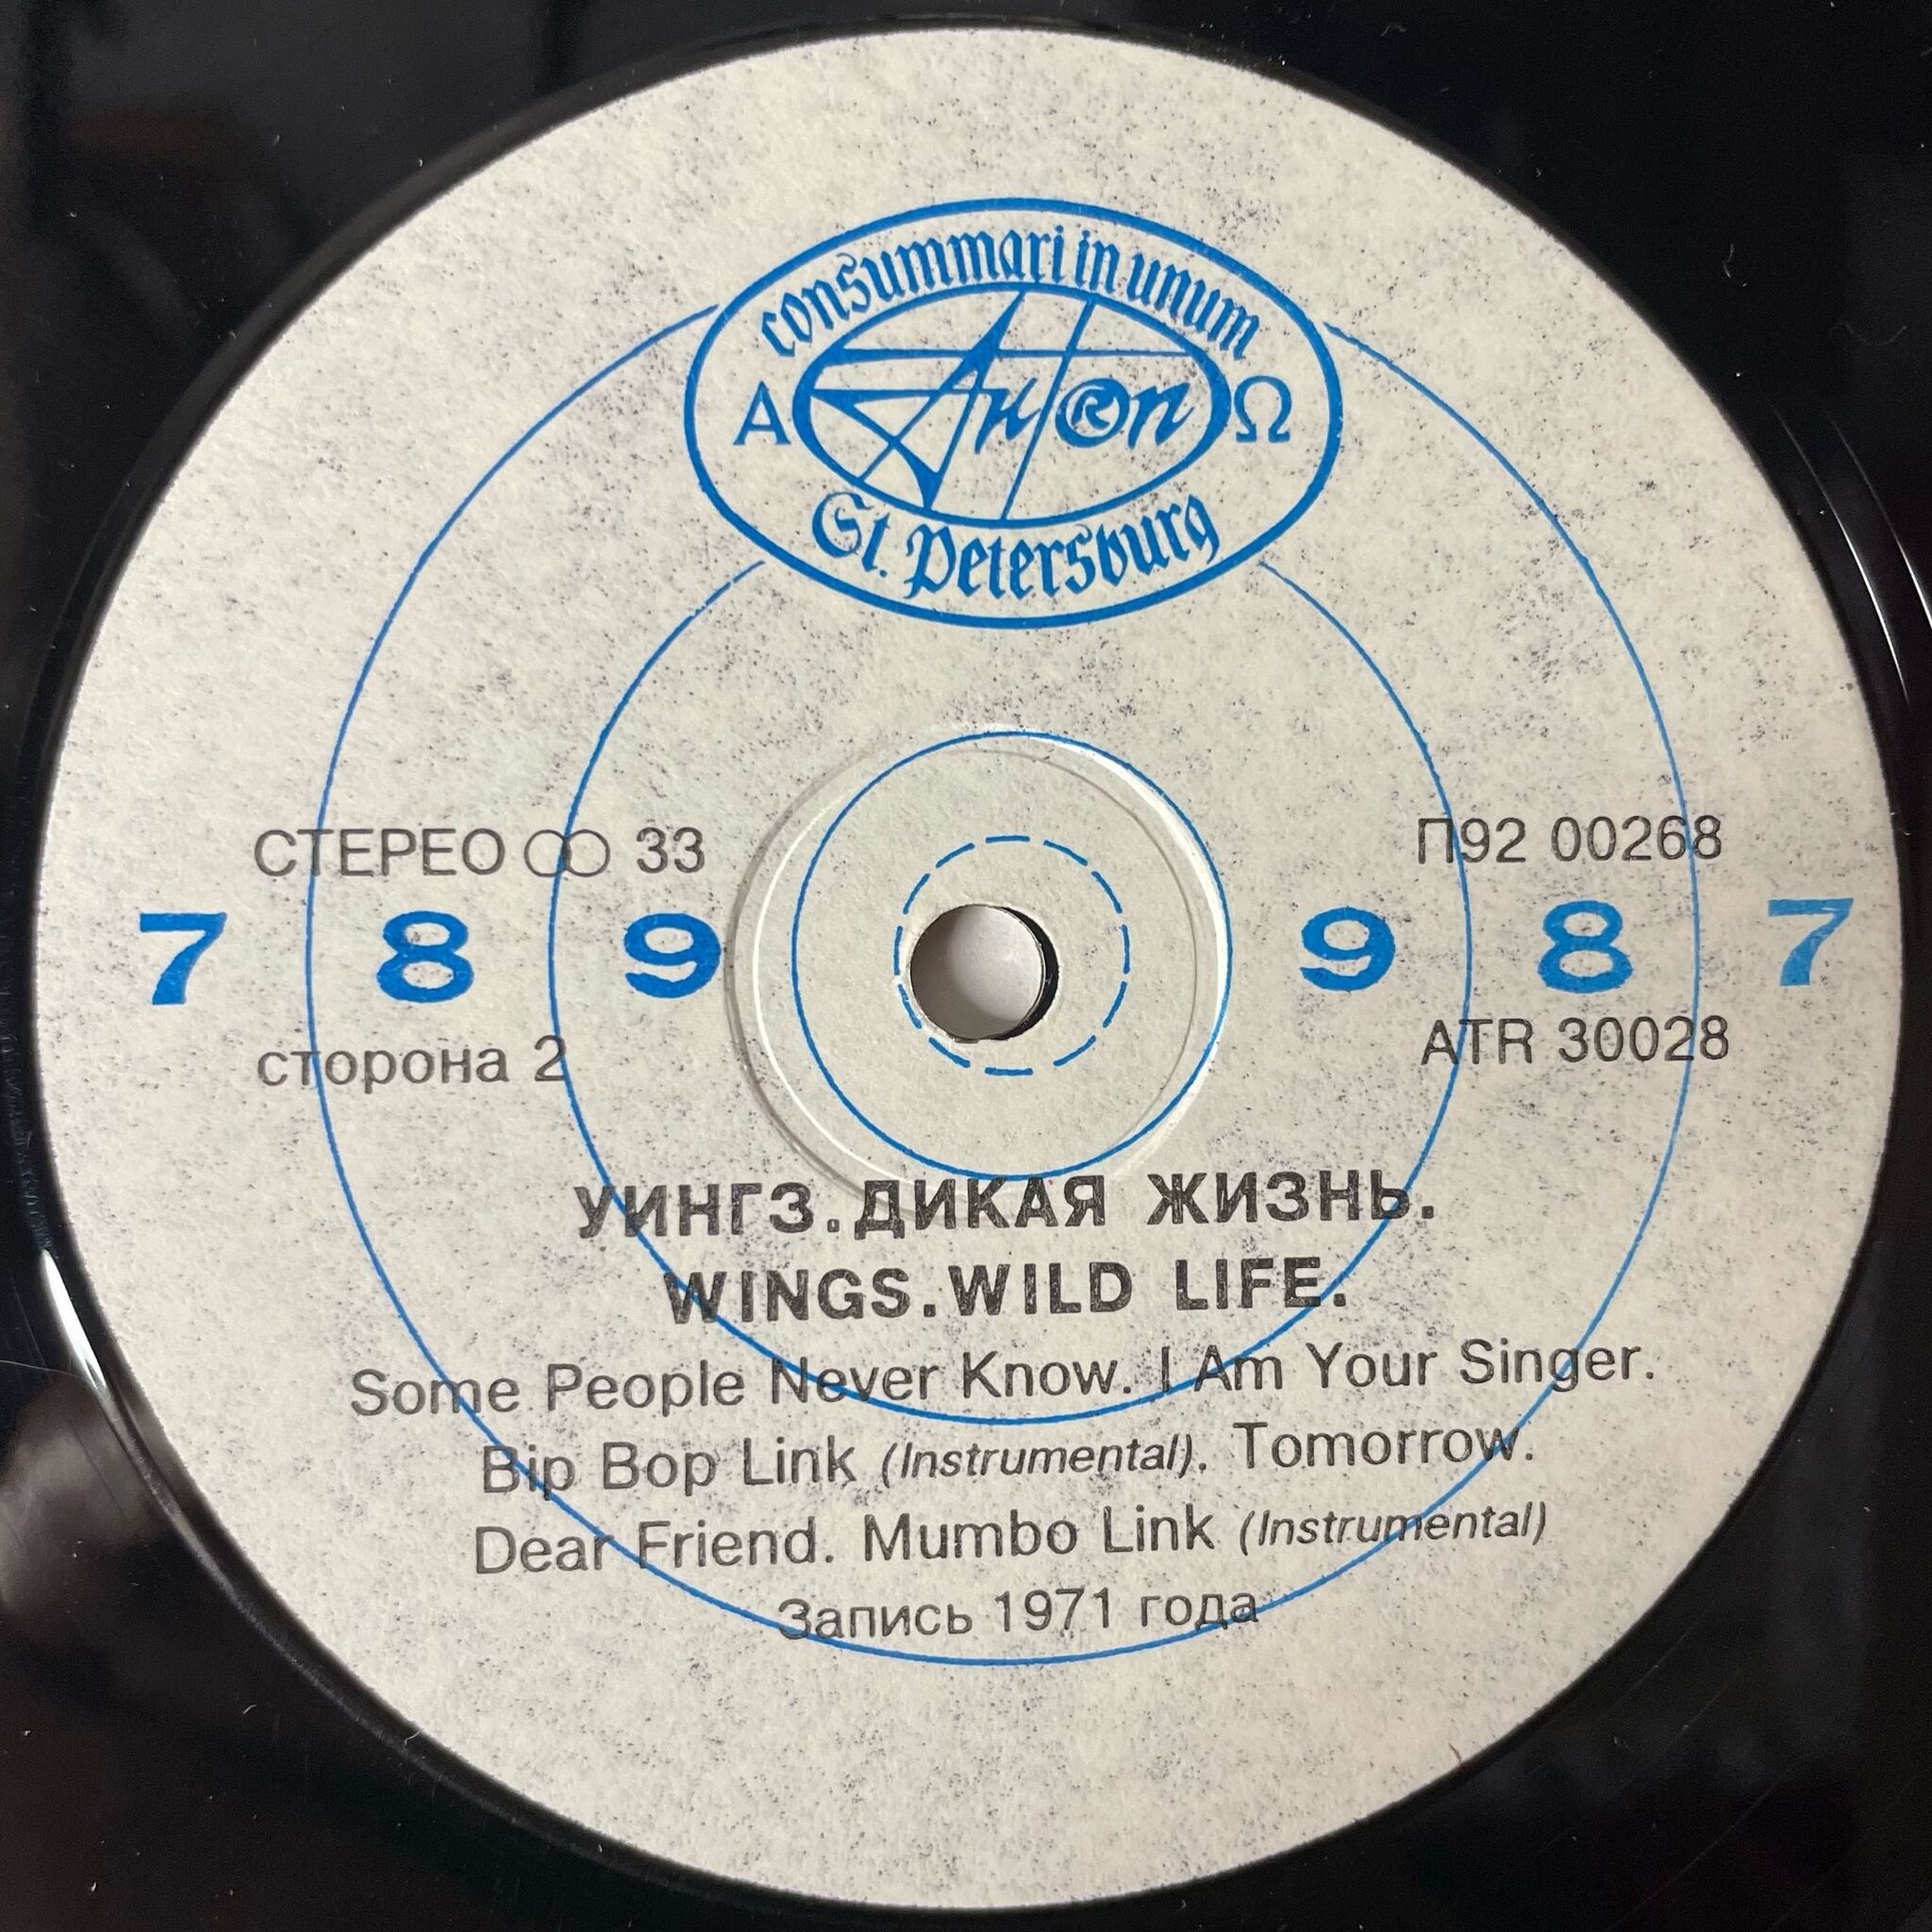 consummari in unum
A Ant®n Ω
St. Petersburg
СТЕРЕО 33 П92 00268
7 8 9 9 8 7
сторона 2 ATR 30028
УИНГЗ.ДИКАЯ ЖИЗНЬ.
WINGS.WILD LIFE.
Some People Never Know. I Am Your Singer.
Bip Bop Link (Instrumental). Tomorrow.
Dear Friend. Mumbo Link (Instrumental)
Запись 1971 года